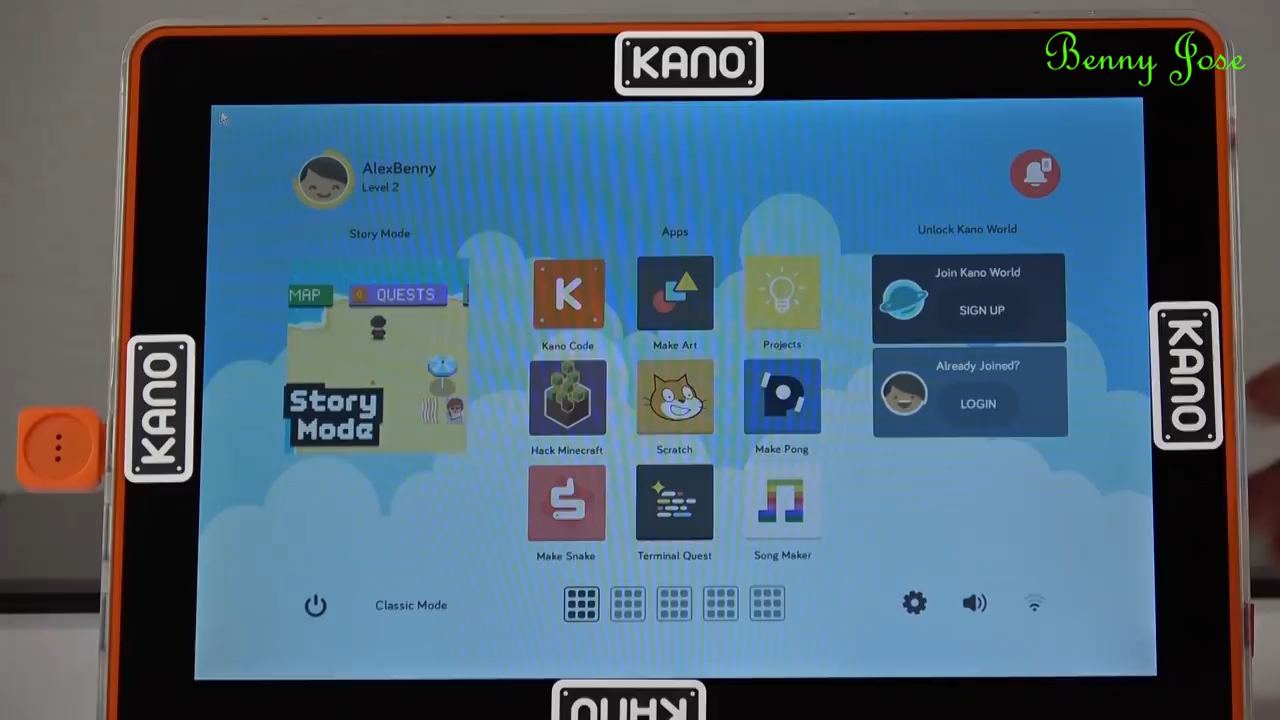 KANO
Benny Jose
AlexBenny
Level 2
Story Mode
Apps
Unlock Kano World
MAP
QUESTS
Story
Mode
K
Kano Code
Make Art
Projects
Join Kano World
SIGN UP
Already Joined?
LOGIN
Hack Minecraft
Scratch
Make Pong
Make Snake
Terminal Quest
Song Maker
Classic Mode
KANO
KANO
KANO